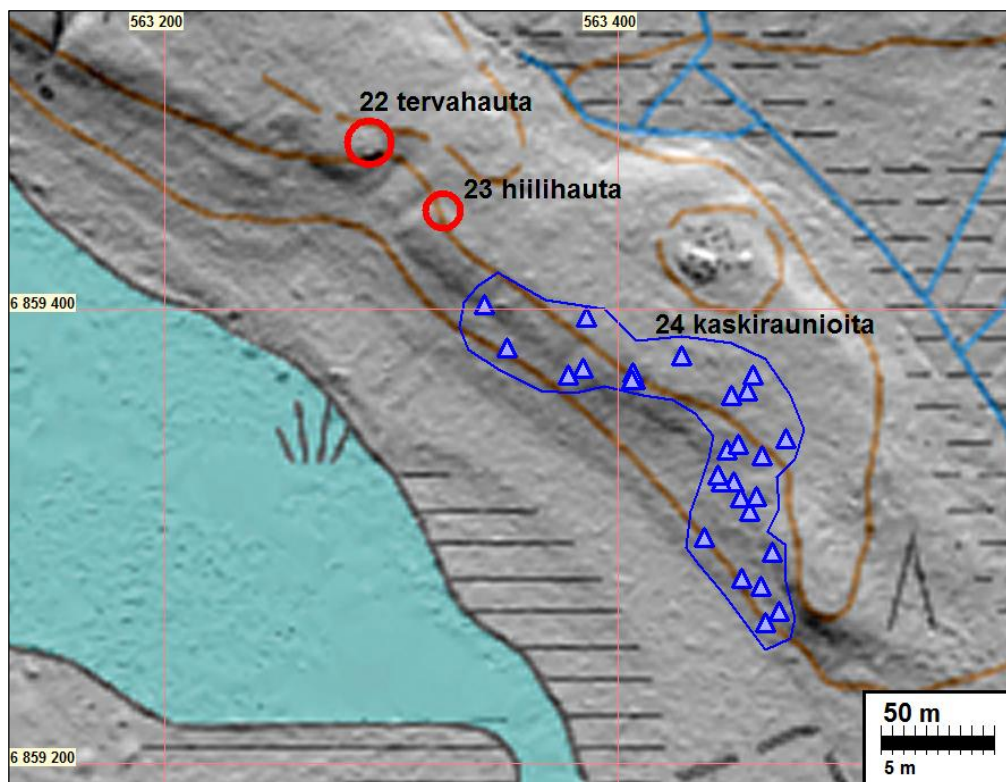 563 200
563 400
22 tervahauta
23 hiilihauta
6 859 400
24 kaskiraunioita
50 m
5 m
6 859 200